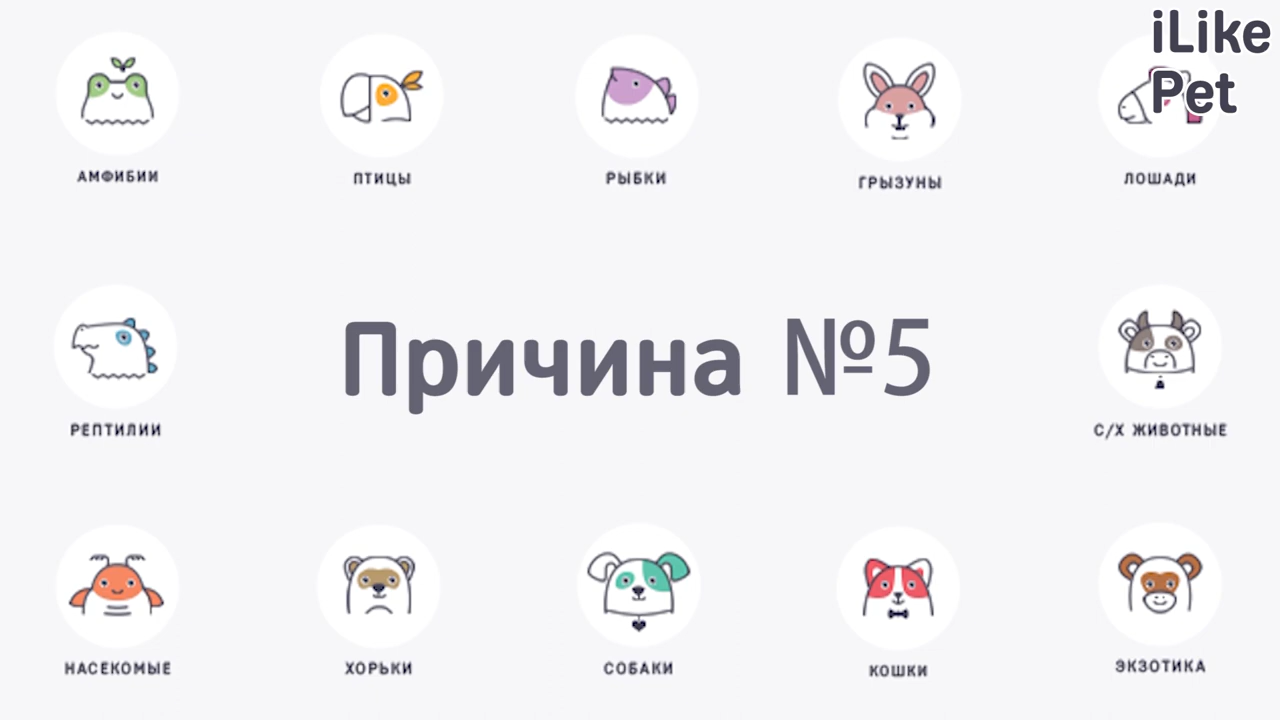 iLike
Pet
АМФИБИИ
ПТИЦЫ
РЫБКИ
ГРЫЗУНЫ
ЛОШАДИ
РЕПТИЛИИ
Причина №5
С/Х ЖИВОТНЫЕ
НАСЕКОМЫЕ
ХОРЬКИ
СОБАКИ
КОШКИ
ЭКЗОТИКА